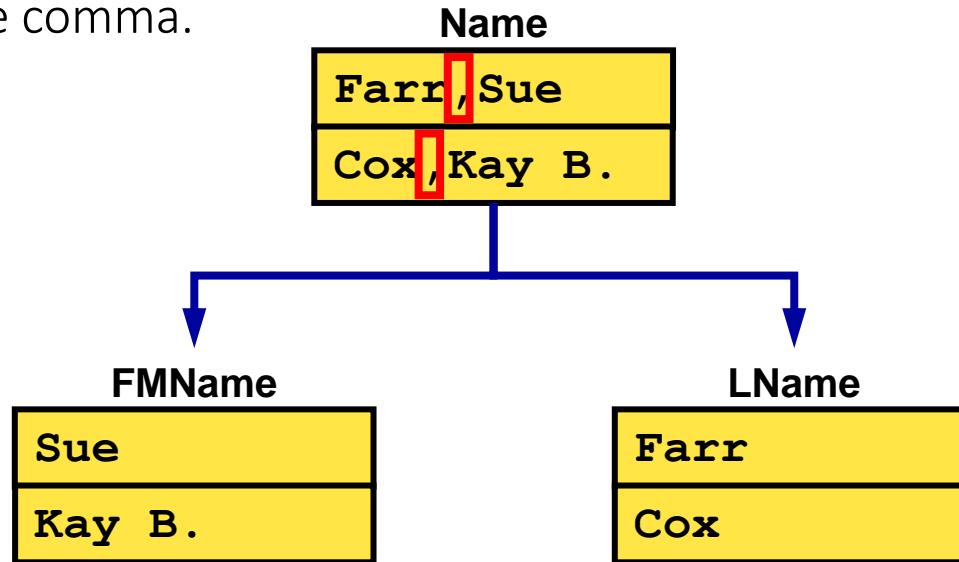 e comma.
Name
Farr,Sue
Cox,Kay B.
FMName
LName
Sue
Farr
Kay B.
Cox